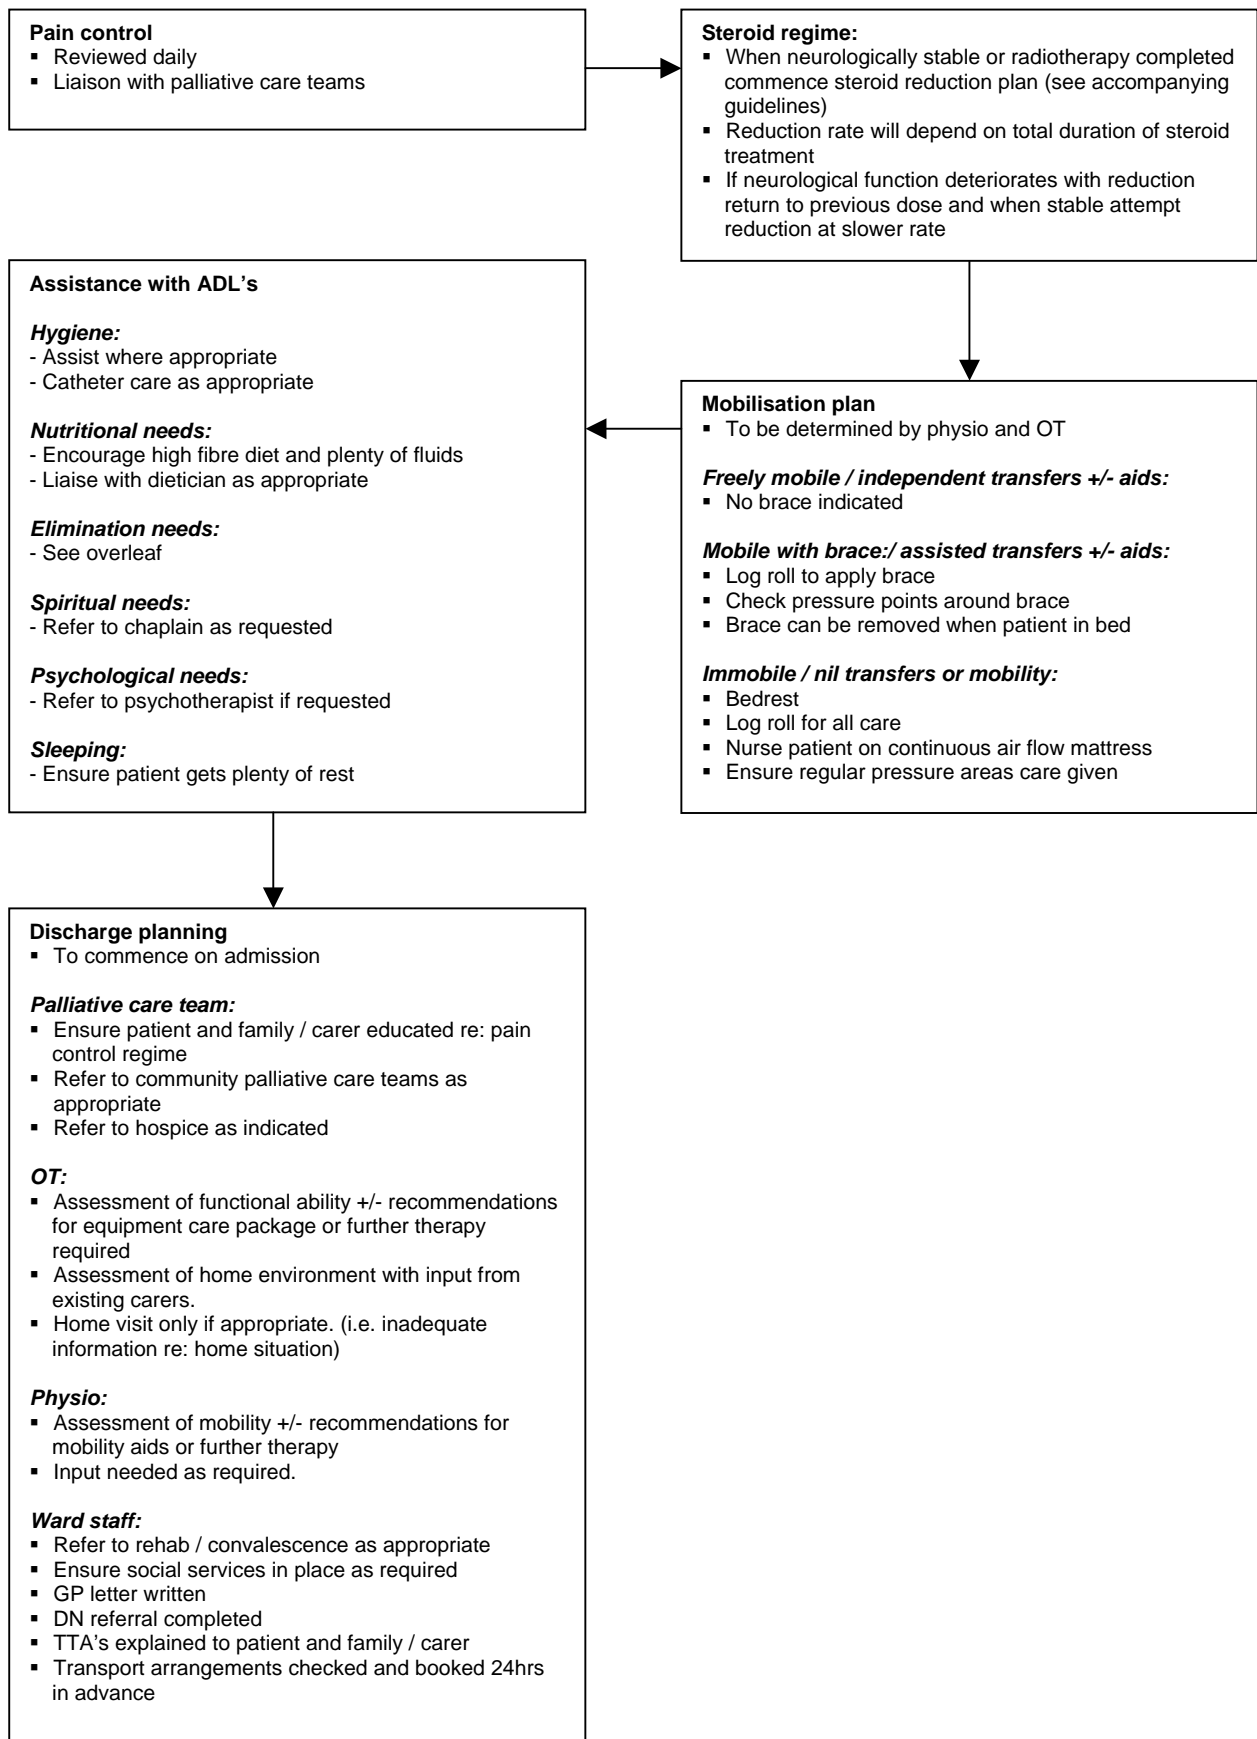 Pain control
▪ Reviewed daily
▪ Liaison with palliative care teams
Steroid regime:
▪ When neurologically stable or radiotherapy completed
commence steroid reduction plan (see accompanying
guidelines)
▪ Reduction rate will depend on total duration of steroid
treatment
▪ If neurological function deteriorates with reduction
return to previous dose and when stable attempt
reduction at slower rate
Mobilisation plan
▪ To be determined by physio and OT
Freely mobile / independent transfers +/- aids:
▪ No brace indicated
Mobile with brace:/ assisted transfers +/- aids:
▪ Log roll to apply brace
▪ Check pressure points around brace
▪ Brace can be removed when patient in bed
Immobile / nil transfers or mobility:
▪ Bedrest
▪ Log roll for all care
▪ Nurse patient on continuous air flow mattress
▪ Ensure regular pressure areas care given
Assistance with ADL's
Hygiene:
- Assist where appropriate
- Catheter care as appropriate
Nutritional needs:
- Encourage high fibre diet and plenty of fluids
- Liaise with dietician as appropriate
Elimination needs:
- See overleaf
Spiritual needs:
- Refer to chaplain as requested
Psychological needs:
- Refer to psychotherapist if requested
Sleeping:
- Ensure patient gets plenty of rest
Discharge planning
▪ To commence on admission
Palliative care team:
▪ Ensure patient and family / carer educated re: pain
control regime
▪ Refer to community palliative care teams as
appropriate
▪ Refer to hospice as indicated
OT:
▪ Assessment of functional ability +/- recommendations
for equipment care package or further therapy
required
▪ Assessment of home environment with input from
existing carers.
▪ Home visit only if appropriate. (i.e. inadequate
information re: home situation)
Physio:
▪ Assessment of mobility +/- recommendations for
mobility aids or further therapy
▪ Input needed as required.
Ward staff:
▪ Refer to rehab / convalescence as appropriate
▪ Ensure social services in place as required
▪ GP letter written
▪ DN referral completed
▪ TTA's explained to patient and family / carer
▪ Transport arrangements checked and booked 24hrs
in advance